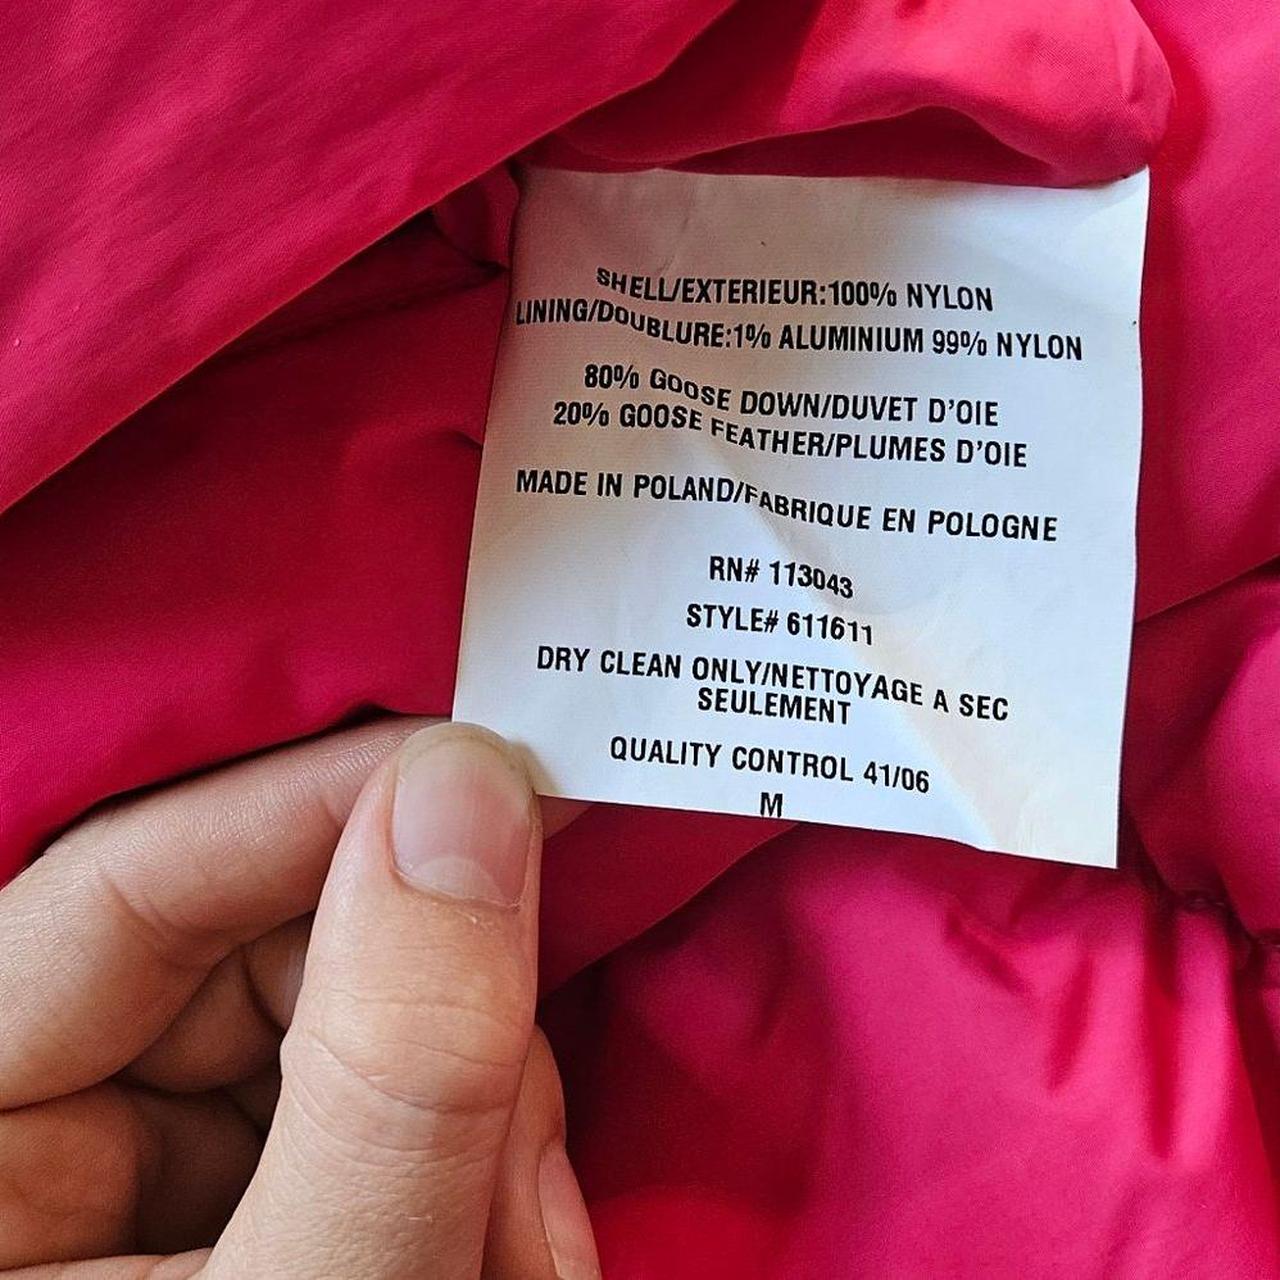 SHELL/EXTERIEUR:100% NYLON
LINING/DOUBLURE:1% ALUMINIUM 99% NYLON
80% GOOSE DOWN/DUVET D'OIE
20% GOOSE FEATHER/PLUMES D'OIE
MADE IN POLAND/FABRIQUE EN POLOGNE
RN# 113043
STYLE# 611611
DRY CLEAN ONLY/NETTOYAGE A SEC
SEULEMENT
QUALITY CONTROL 41/06
M